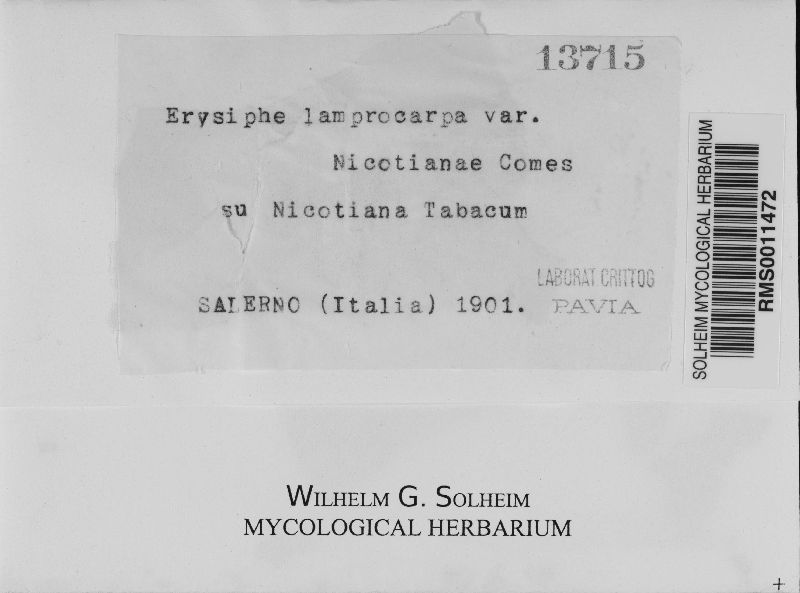 13715
Erysiphe lamprocarpa var.
Nicotianae Comes
su Nicotiana Tabacum
LABORAT CRITTOG
PAVIA
SALERNO (Italia) 1901.
SOLHEIM MYCOLOGICAL HERBARIUM
RMS0011472
WILHELM G. SOLHEIM
MYCOLOGICAL HERBARIUM
+